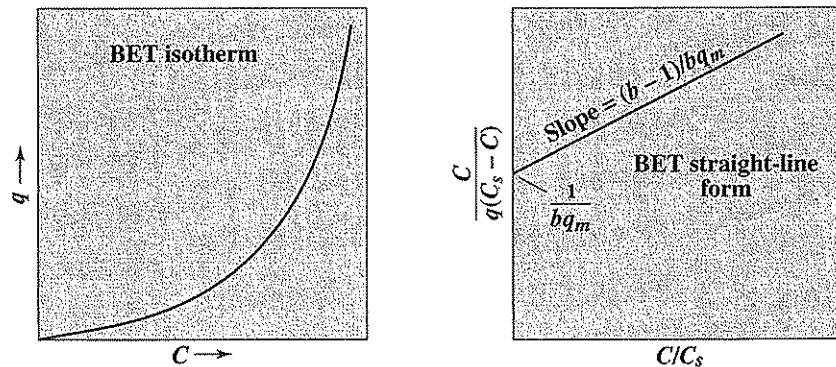 BET isotherm
q →
C →
Slope = (b − 1)/bq_m
BET straight-line
form
C
q(C_s − C)
1
bq_m
C/C_s